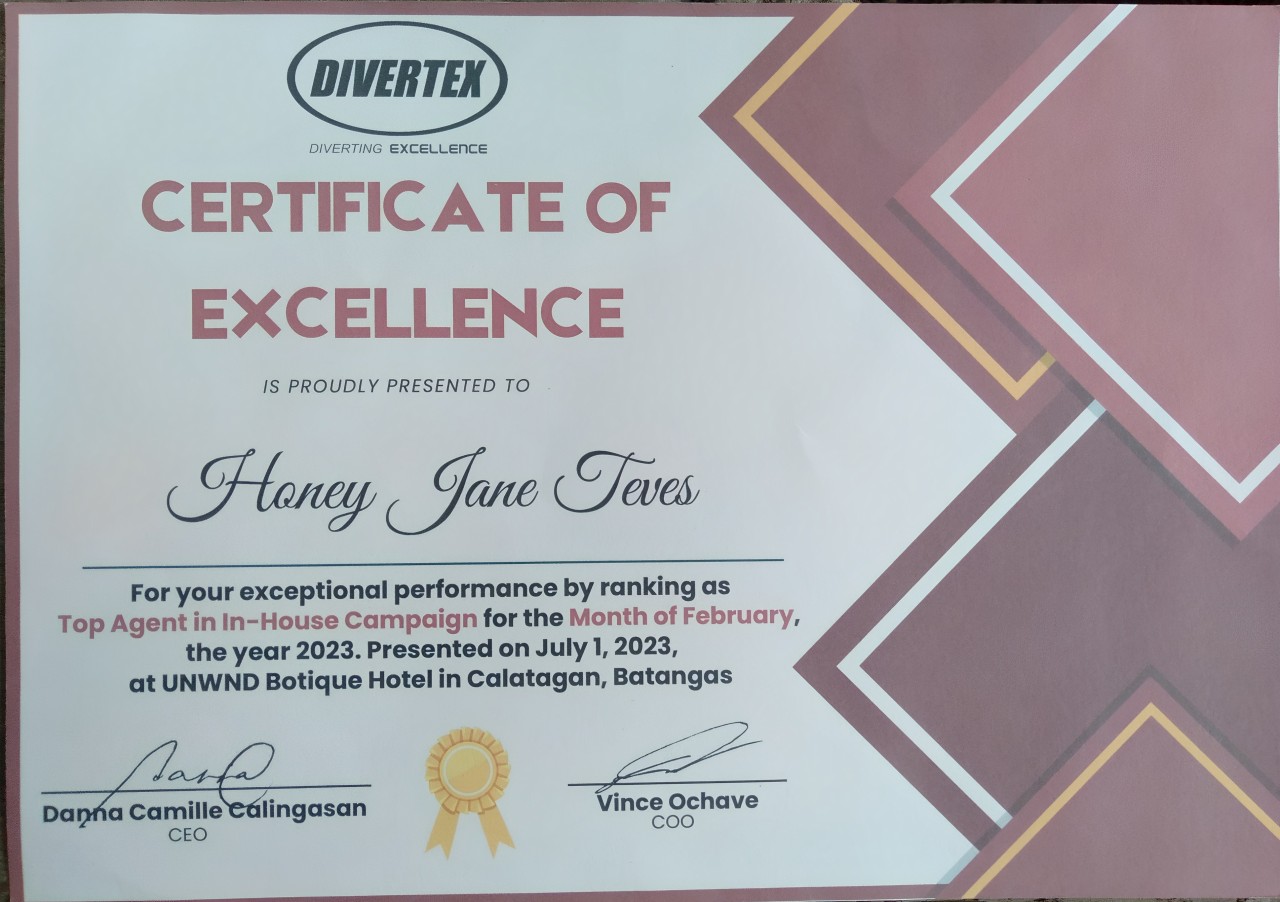 DIVERTEX
DIVERTING EXCELLENCE
CERTIFICATE OF
EXCELLENCE
IS PROUDLY PRESENTED TO
Honey Jane Teves
For your exceptional performance by ranking as
Top Agent in In-House Campaign for the Month of February,
the year 2023. Presented on July 1, 2023,
at UNWND Botique Hotel in Calatagan, Batangas
Danna Camille Calingasan
CEO
Vince Ochave
COO